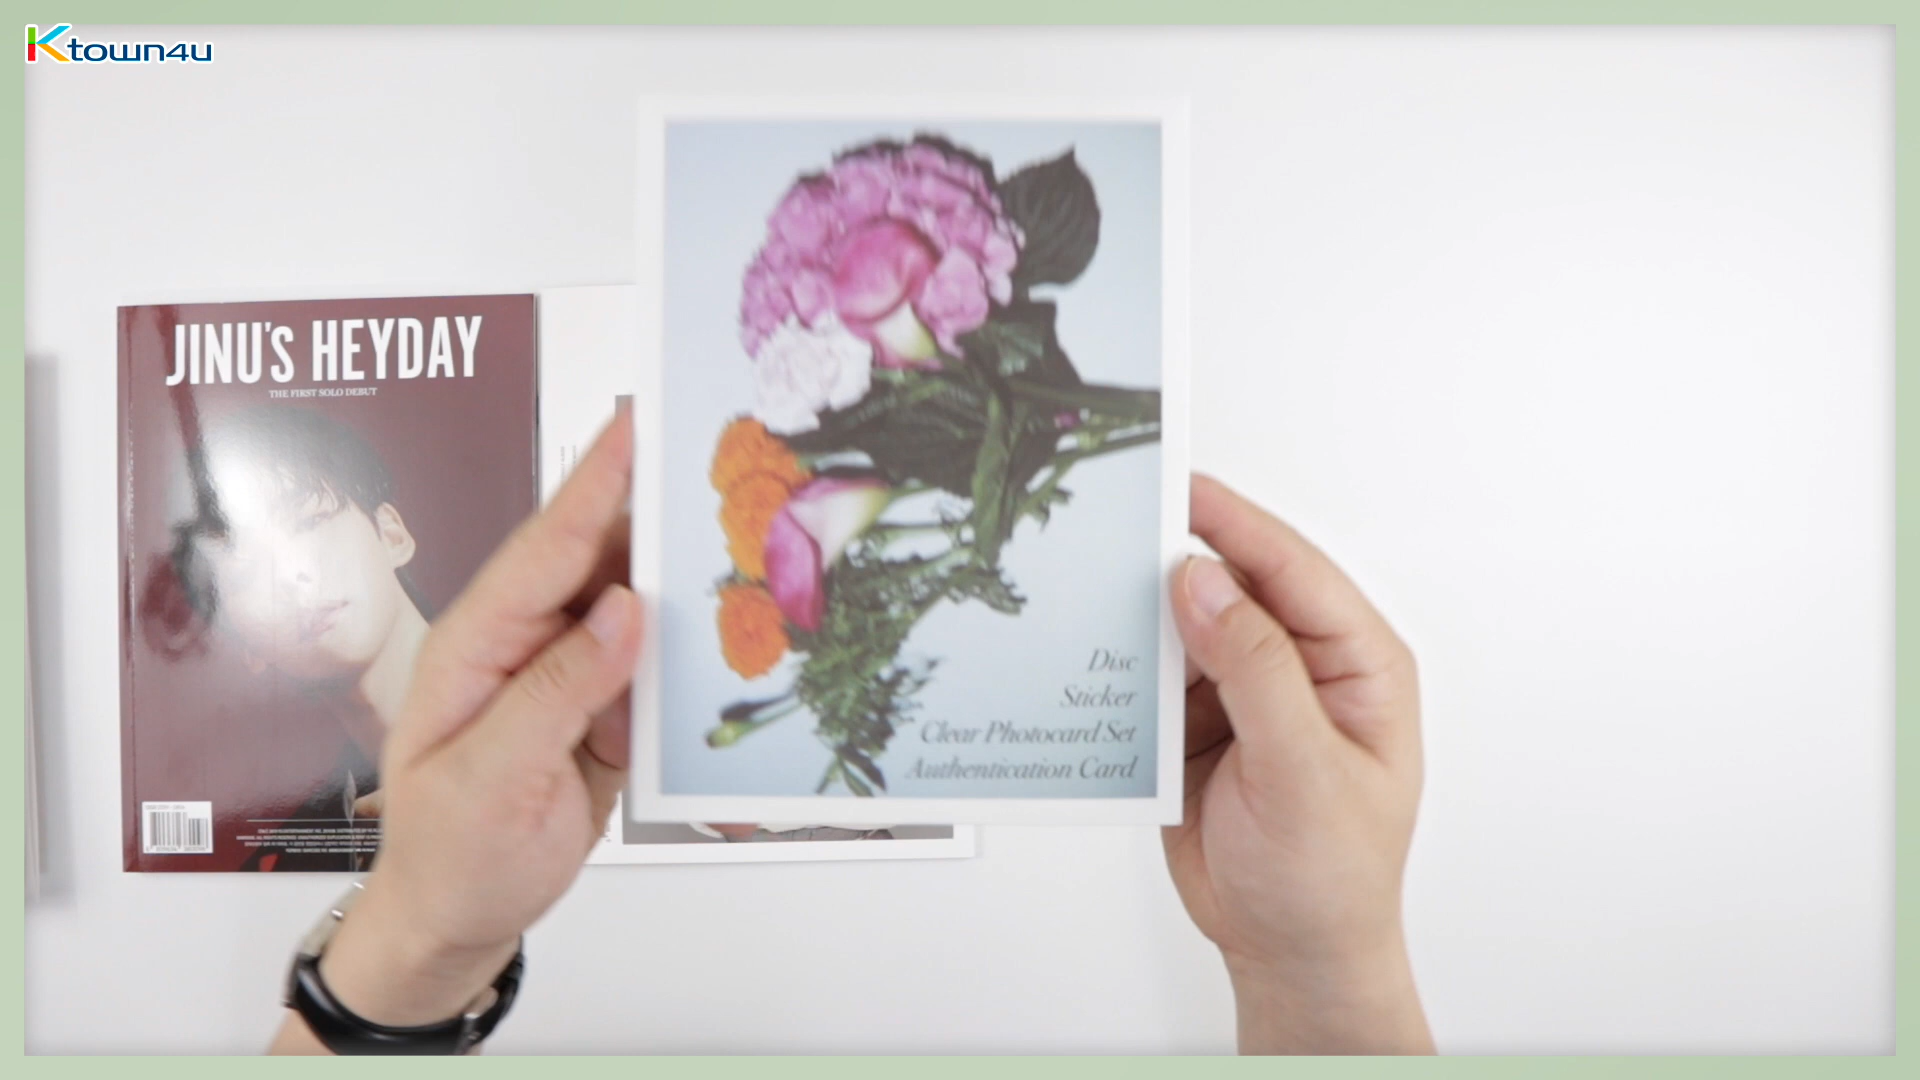 Ktown4u
JINU's HEYDAY
THE FIRST SOLO DEBUT
Disc
Sticker
Clear Photocard Set
Authentication Card